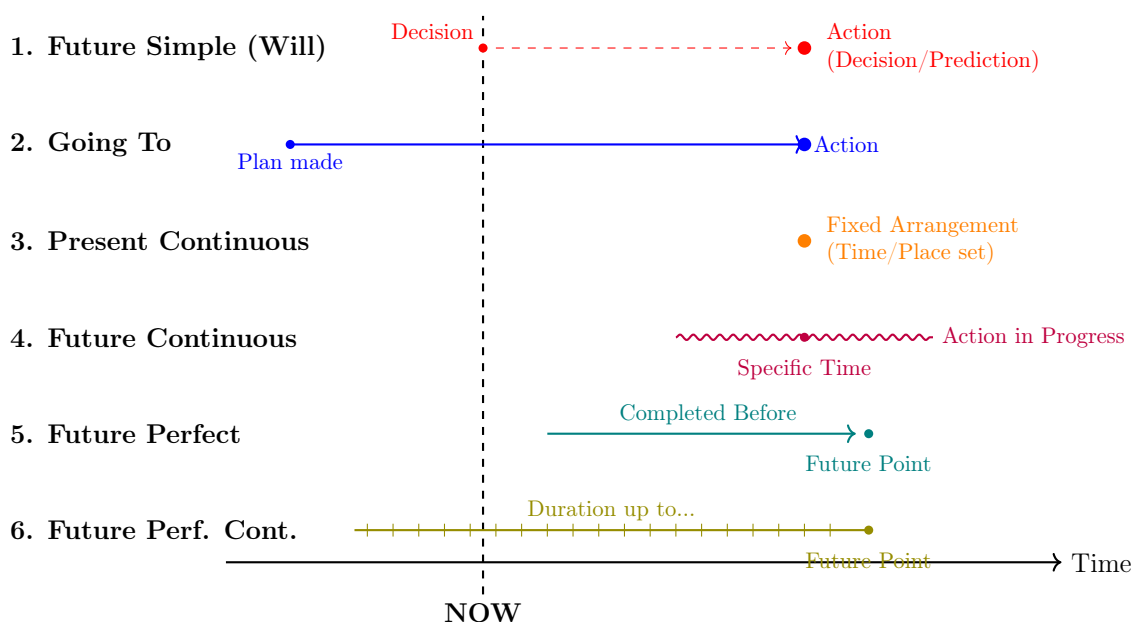 1. Future Simple (Will)
Decision
Action
(Decision/Prediction)
2. Going To
Plan made
Action
3. Present Continuous
Fixed Arrangement
(Time/Place set)
4. Future Continuous
Action in Progress
Specific Time
5. Future Perfect
Completed Before
Future Point
6. Future Perf. Cont.
Duration up to...
Future Point
Time
NOW